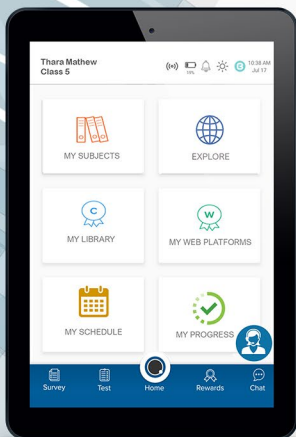 Thara Mathew
Class 5
19%
10:38 AM
Jul 17
C
MY SUBJECTS
EXPLORE
C
MY LIBRARY
W
MY WEB PLATFORMS
MY SCHEDULE
MY PROGRESS
Survey
Test
Home
Rewards
Chat